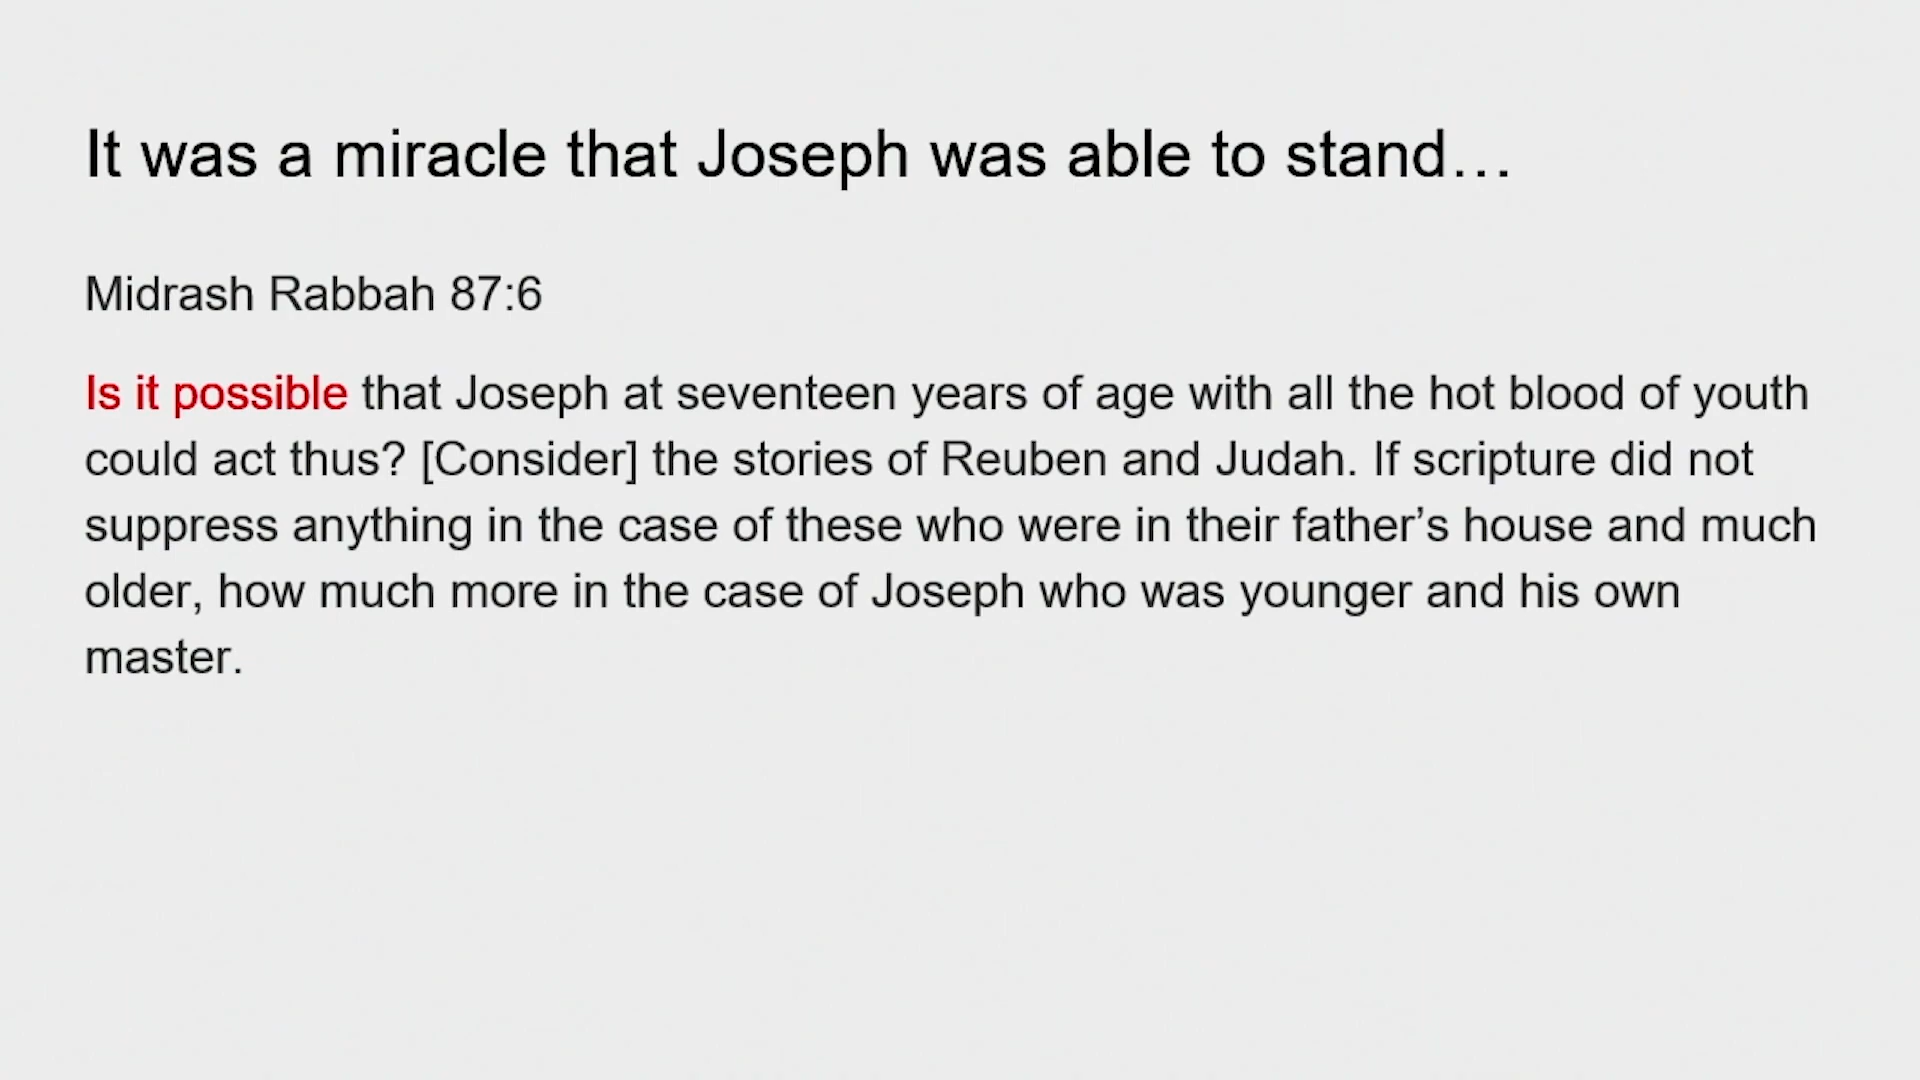 It was a miracle that Joseph was able to stand…
Midrash Rabbah 87:6
Is it possible that Joseph at seventeen years of age with all the hot blood of youth
could act thus? [Consider] the stories of Reuben and Judah. If scripture did not
suppress anything in the case of these who were in their father’s house and much
older, how much more in the case of Joseph who was younger and his own
master.